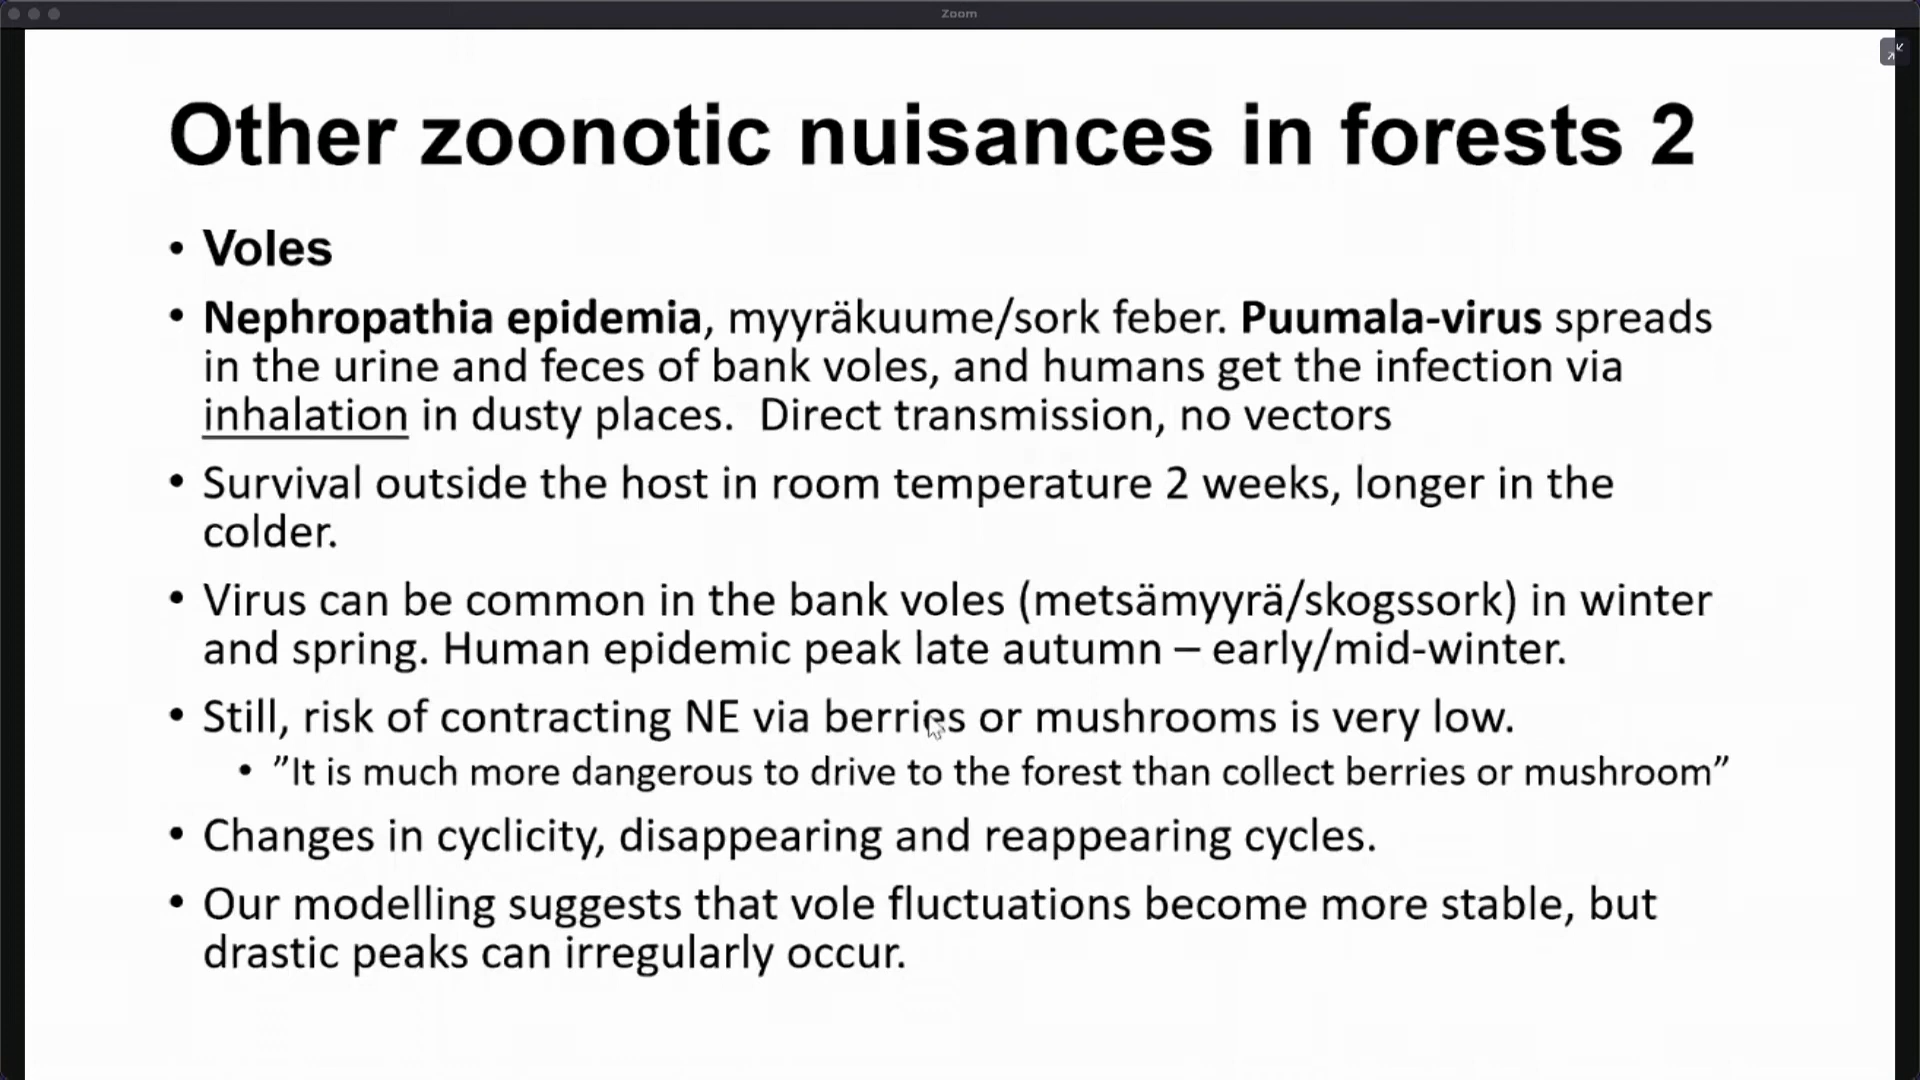 Zoom
Other zoonotic nuisances in forests 2
• Voles
• Nephropathia epidemia, myyräkuume/sork feber. Puumala-virus spreads
in the urine and feces of bank voles, and humans get the infection via
inhalation in dusty places.  Direct transmission, no vectors
• Survival outside the host in room temperature 2 weeks, longer in the
colder.
• Virus can be common in the bank voles (metsämyyrä/skogssork) in winter
and spring. Human epidemic peak late autumn – early/mid-winter.
• Still, risk of contracting NE via berries or mushrooms is very low.
• ”It is much more dangerous to drive to the forest than collect berries or mushroom”
• Changes in cyclicity, disappearing and reappearing cycles.
• Our modelling suggests that vole fluctuations become more stable, but
drastic peaks can irregularly occur.